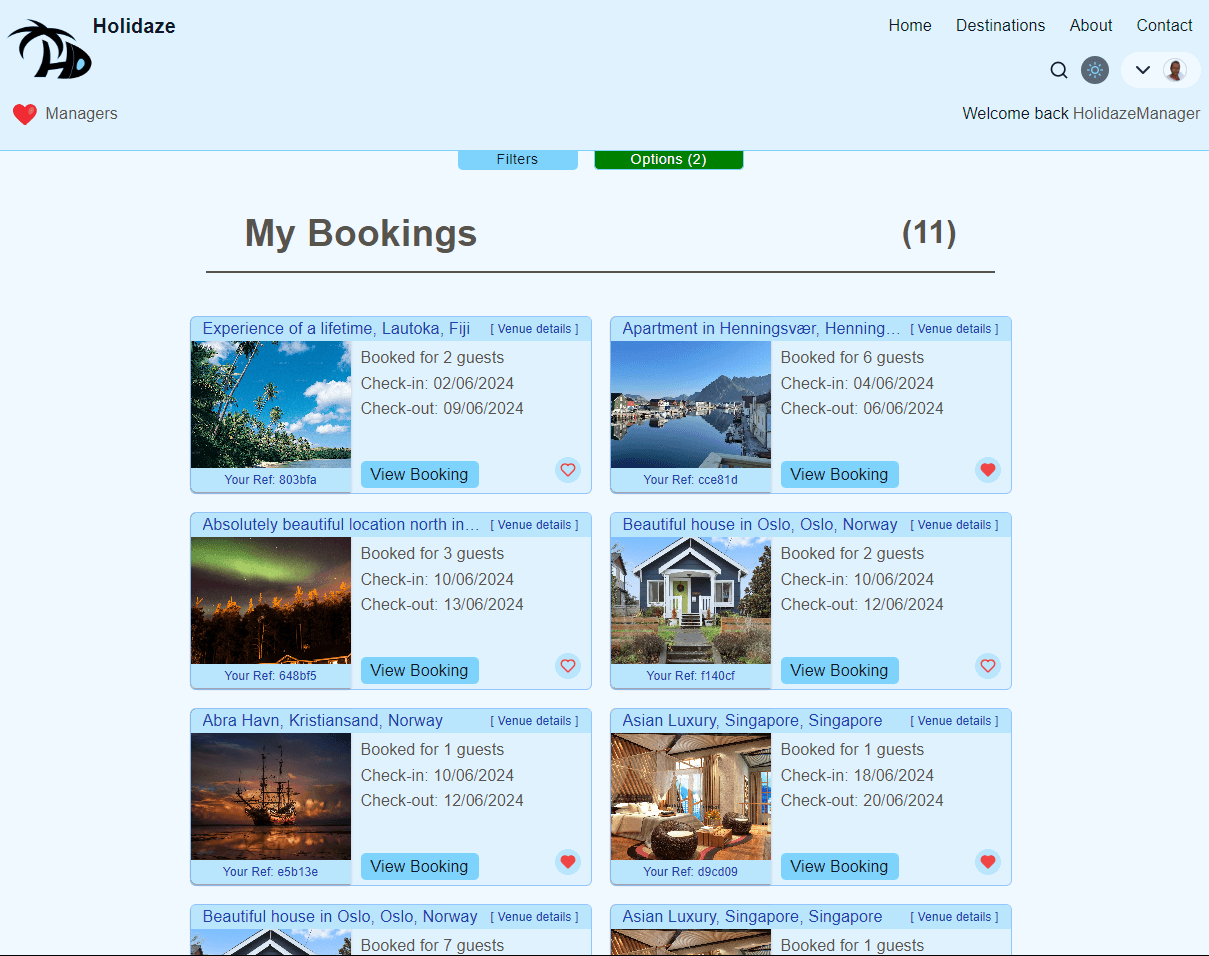 Holidaze
Home Destinations About Contact
Managers
Welcome back HolidazeManager
Filters
Options (2)
My Bookings
(11)
Experience of a lifetime, Lautoka, Fiji [ Venue details ]
Booked for 2 guests
Check-in: 02/06/2024
Check-out: 09/06/2024
Your Ref: 803bfa
View Booking
Apartment in Henningsvær, Henning... [ Venue details ]
Booked for 6 guests
Check-in: 04/06/2024
Check-out: 06/06/2024
Your Ref: cce81d
View Booking
Absolutely beautiful location north in... [ Venue details ]
Booked for 3 guests
Check-in: 10/06/2024
Check-out: 13/06/2024
Your Ref: 648bf5
View Booking
Beautiful house in Oslo, Oslo, Norway [ Venue details ]
Booked for 2 guests
Check-in: 10/06/2024
Check-out: 12/06/2024
Your Ref: f140cf
View Booking
Abra Havn, Kristiansand, Norway [ Venue details ]
Booked for 1 guests
Check-in: 10/06/2024
Check-out: 12/06/2024
Your Ref: e5b13e
View Booking
Asian Luxury, Singapore, Singapore [ Venue details ]
Booked for 1 guests
Check-in: 18/06/2024
Check-out: 20/06/2024
Your Ref: d9cd09
View Booking
Beautiful house in Oslo, Oslo, Norway [ Venue details ]
Booked for 7 guests
Asian Luxury, Singapore, Singapore [ Venue details ]
Booked for 1 guests